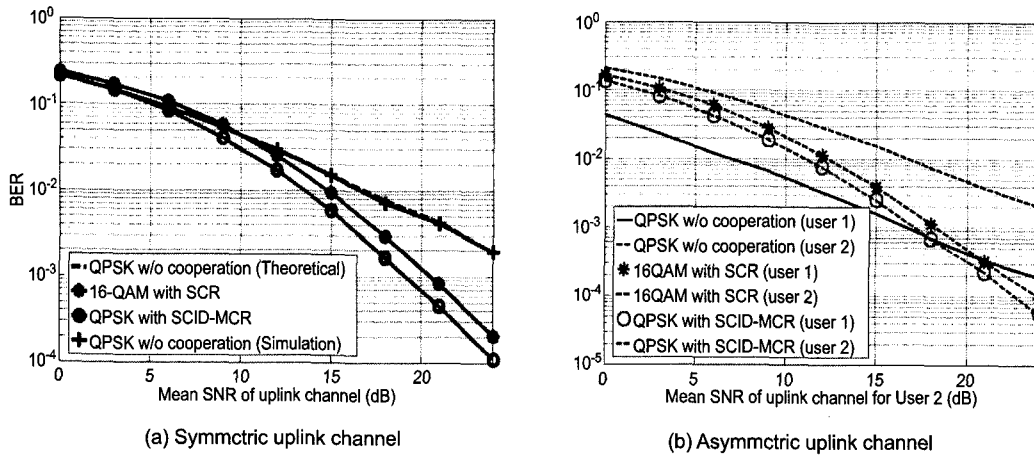 10^0
10^-1
10^-2
10^-3
10^-4
BER
QPSK w/o cooperation (Theoretical)
16-QAM with SCR
QPSK with SCID-MCR
QPSK w/o cooperation (Simulation)
0 5 10 15 20
Mean SNR of uplink channel (dB)
(a) Symmctric uplink channel
10^0
10^-1
10^-2
10^-3
10^-4
10^-5
QPSK w/o cooperation (user 1)
QPSK w/o cooperation (user 2)
16QAM with SCR (user 1)
16QAM with SCR (user 2)
QPSK with SCID-MCR (user 1)
QPSK with SCID-MCR (user 2)
0 5 10 15 20
Mean SNR of uplink channel for User 2 (dB)
(b) Asymmctric uplink channel